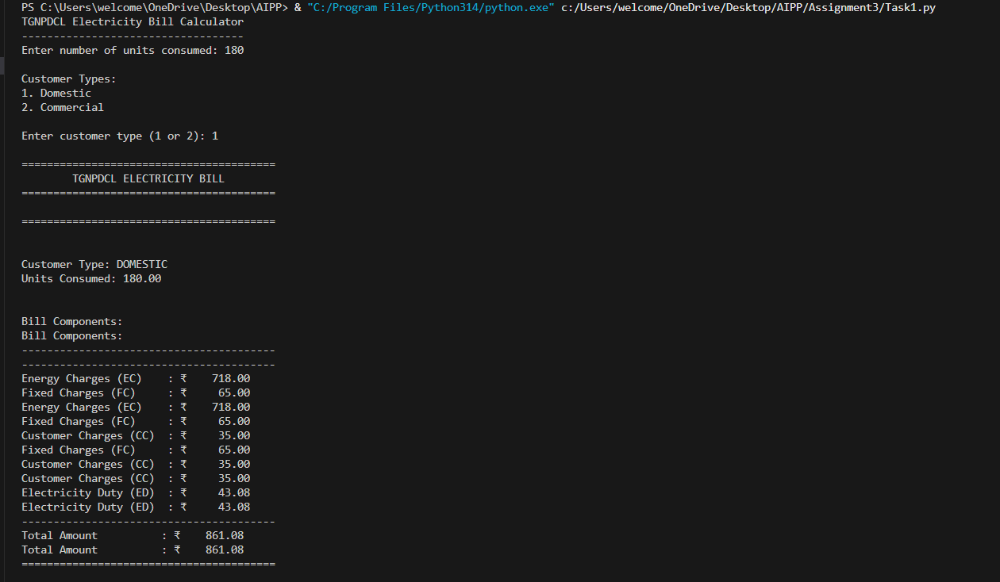 PS C:\Users\welcome\OneDrive\Desktop\AIPP> & "C:/Program Files/Python314/python.exe" c:/Users/welcome/OneDrive/Desktop/AIPP/Assignment3/Task1.py
TGNPDCL Electricity Bill Calculator
-----------------------------------
Enter number of units consumed: 180

Customer Types:
1. Domestic
2. Commercial

Enter customer type (1 or 2): 1

========================================
        TGNPDCL ELECTRICITY BILL
========================================

========================================


Customer Type: DOMESTIC
Units Consumed: 180.00


Bill Components:
Bill Components:
----------------------------------------
----------------------------------------
Energy Charges (EC)    : ₹    718.00
Fixed Charges (FC)     : ₹     65.00
Energy Charges (EC)    : ₹    718.00
Fixed Charges (FC)     : ₹     65.00
Customer Charges (CC)  : ₹     35.00
Fixed Charges (FC)     : ₹     65.00
Customer Charges (CC)  : ₹     35.00
Customer Charges (CC)  : ₹     35.00
Electricity Duty (ED)  : ₹     43.08
Electricity Duty (ED)  : ₹     43.08
----------------------------------------
Total Amount          : ₹    861.08
Total Amount          : ₹    861.08
========================================